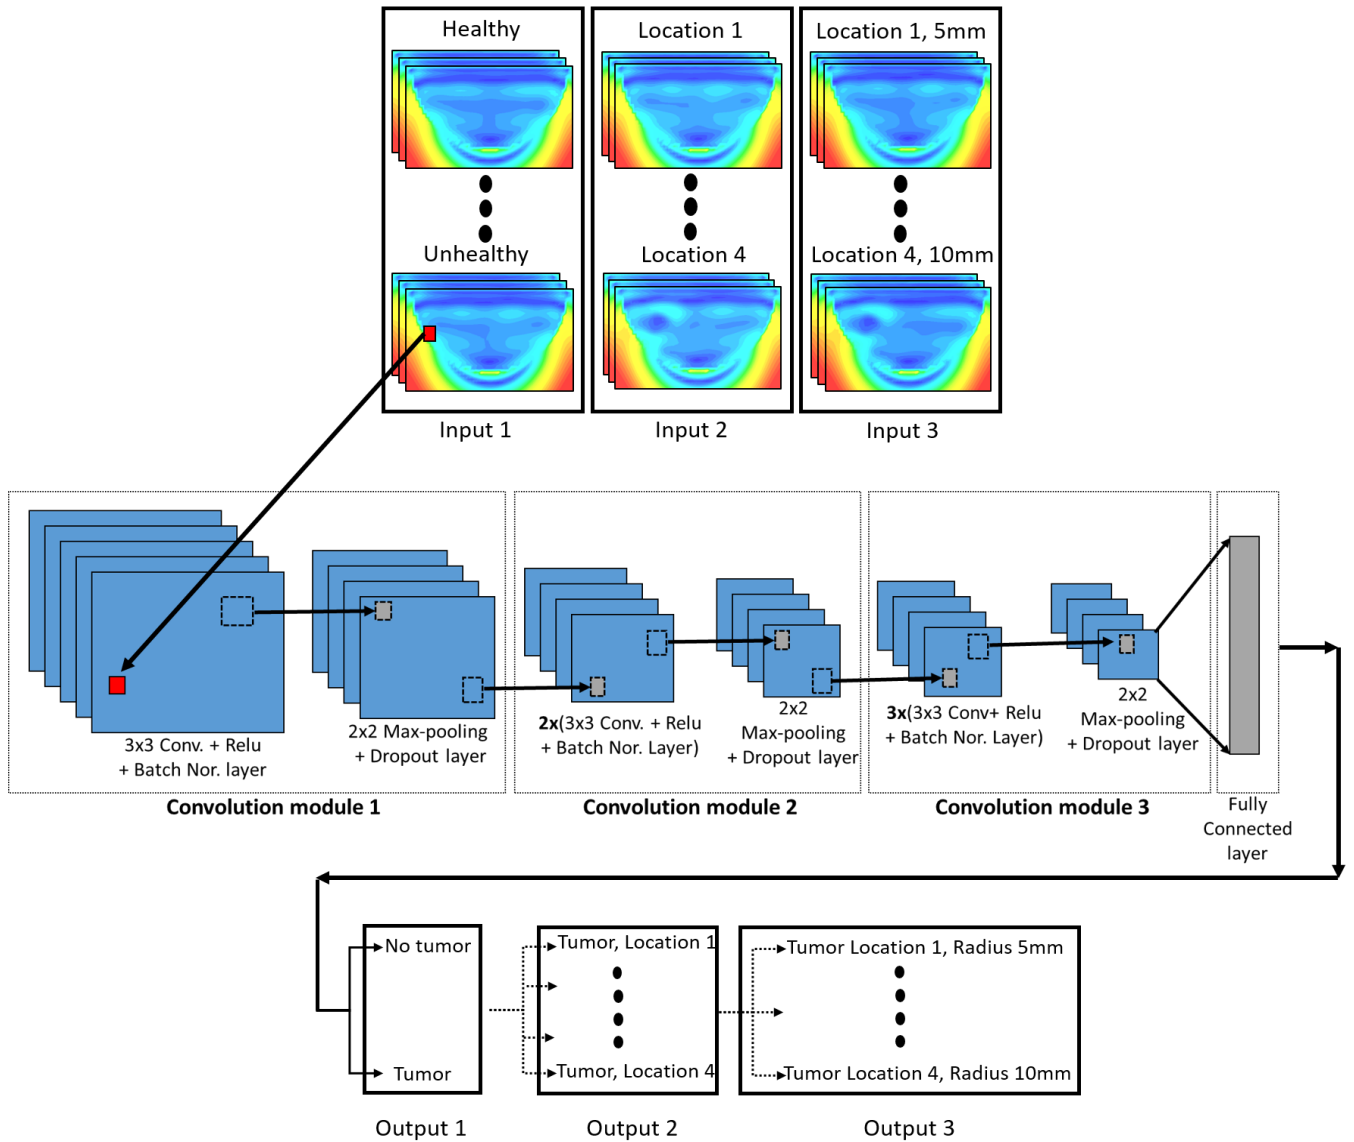 Healthy
Location 1
Location 1, 5mm
Unhealthy
Location 4
Location 4, 10mm
Input 1
Input 2
Input 3
3x3 Conv. + Relu
+ Batch Nor. layer
2x2 Max-pooling
+ Dropout layer
2x(3x3 Conv. + Relu
+ Batch Nor. Layer)
2x2
Max-pooling
+ Dropout layer
3x(3x3 Conv+ Relu
+ Batch Nor. Layer)
2x2
Max-pooling
+ Dropout layer
Convolution module 1
Convolution module 2
Convolution module 3
Fully
Connected
layer
No tumor
Tumor
Tumor, Location 1
Tumor, Location 4
Tumor Location 1, Radius 5mm
Tumor Location 4, Radius 10mm
Output 1
Output 2
Output 3